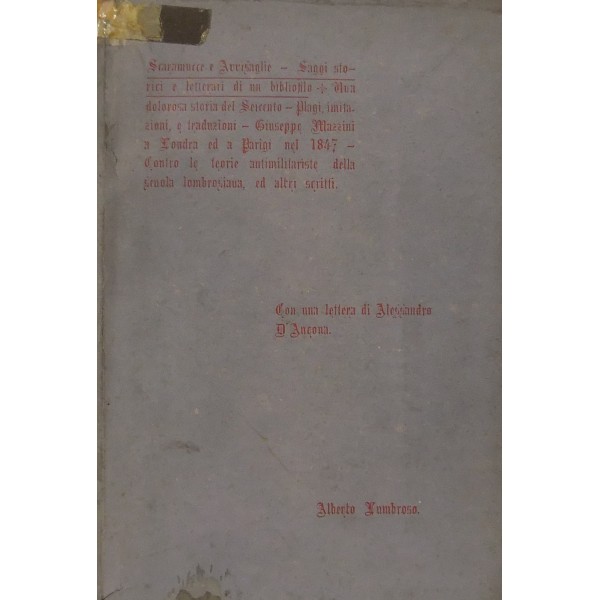 Scaramucce e Avvisaglie — Saggi sto-
rici e letterari di un bibliofilo ✢ Una
dolorosa storia del Seicento — Plagi, imita-
zioni, e traduzioni — Giuseppe Mazzini
a Londra ed a Parigi nel 1847 —
Contro le teorie antimilitariste della
scuola lombrosiana, ed altri scritti.
Con una lettera di Alessandro
D'Ancona.
Alberto Lumbroso.